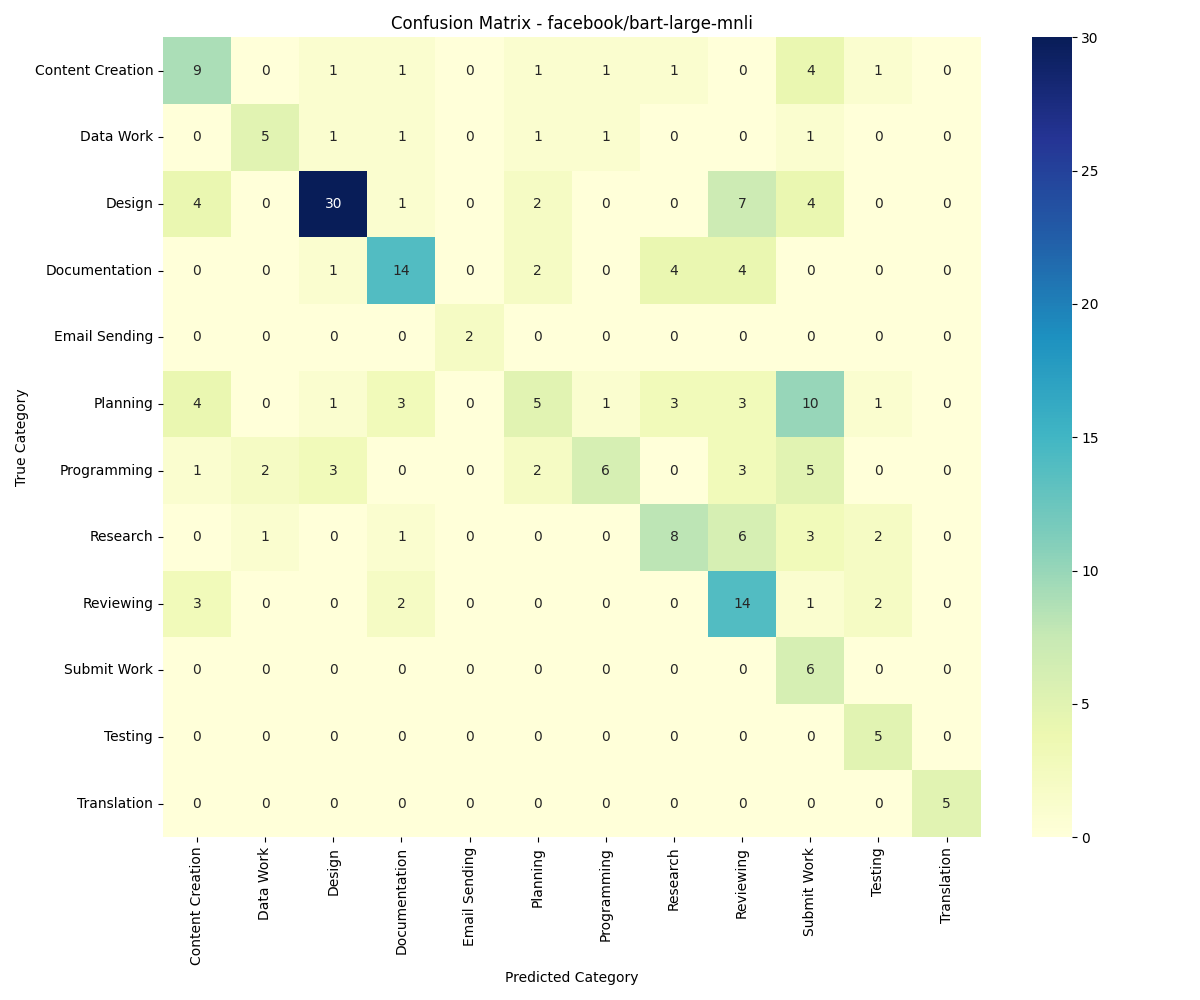 Confusion Matrix - facebook/bart-large-mnli
True Category
Content Creation 9 0 1 1 0 1 1 1 0 4 1 0
Data Work 0 5 1 1 0 1 1 0 0 1 0 0
Design 4 0 30 1 0 2 0 0 7 4 0 0
Documentation 0 0 1 14 0 2 0 4 4 0 0 0
Email Sending 0 0 0 0 2 0 0 0 0 0 0 0
Planning 4 0 1 3 0 5 1 3 3 10 1 0
Programming 1 2 3 0 0 2 6 0 3 5 0 0
Research 0 1 0 1 0 0 0 8 6 3 2 0
Reviewing 3 0 0 2 0 0 0 0 14 1 2 0
Submit Work 0 0 0 0 0 0 0 0 0 6 0 0
Testing 0 0 0 0 0 0 0 0 0 0 5 0
Translation 0 0 0 0 0 0 0 0 0 0 0 5
Content Creation
Data Work
Design
Documentation
Email Sending
Planning
Programming
Research
Reviewing
Submit Work
Testing
Translation
Predicted Category
30
25
20
15
10
5
0